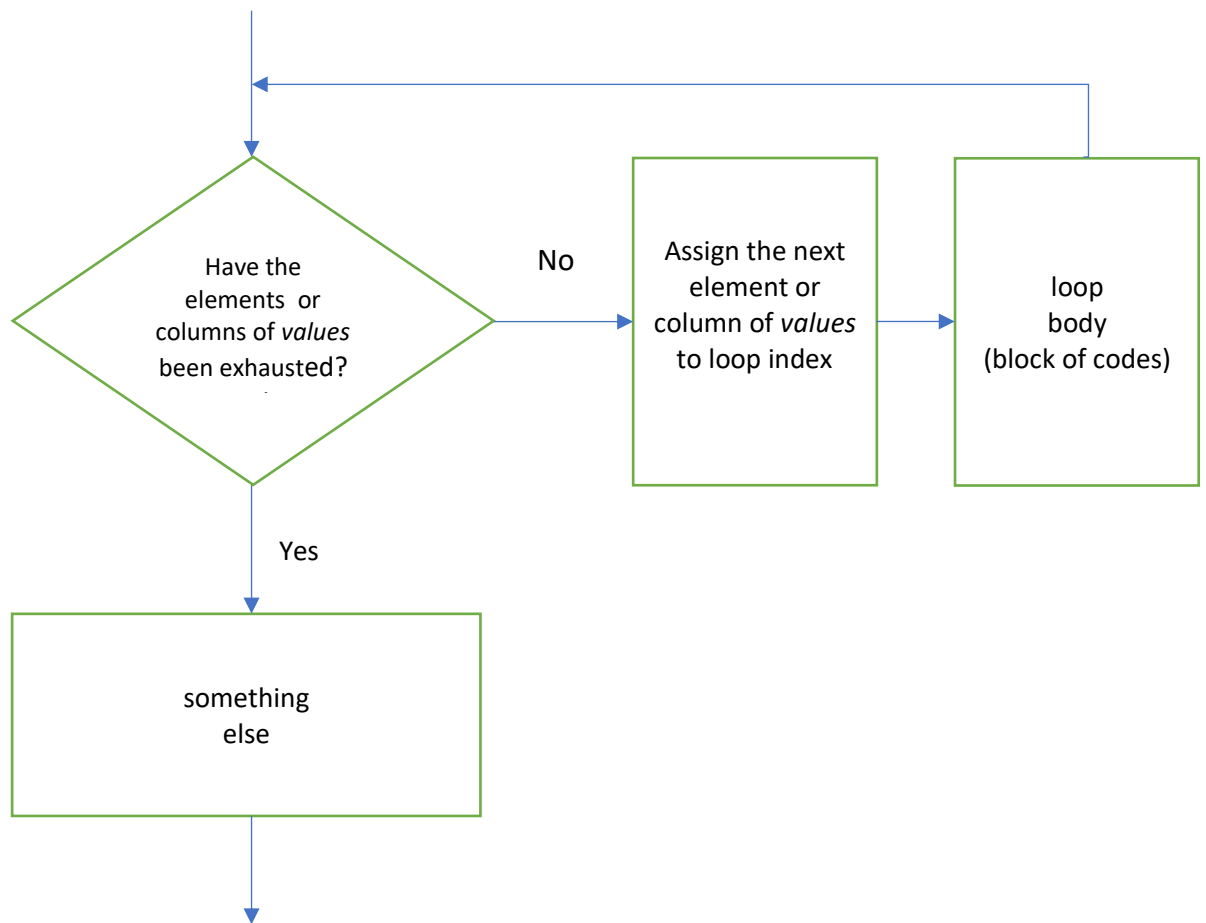 Have the
elements or
columns of values
been exhausted?
No
Assign the next
element or
column of values
to loop index
loop
body
(block of codes)
Yes
something
else